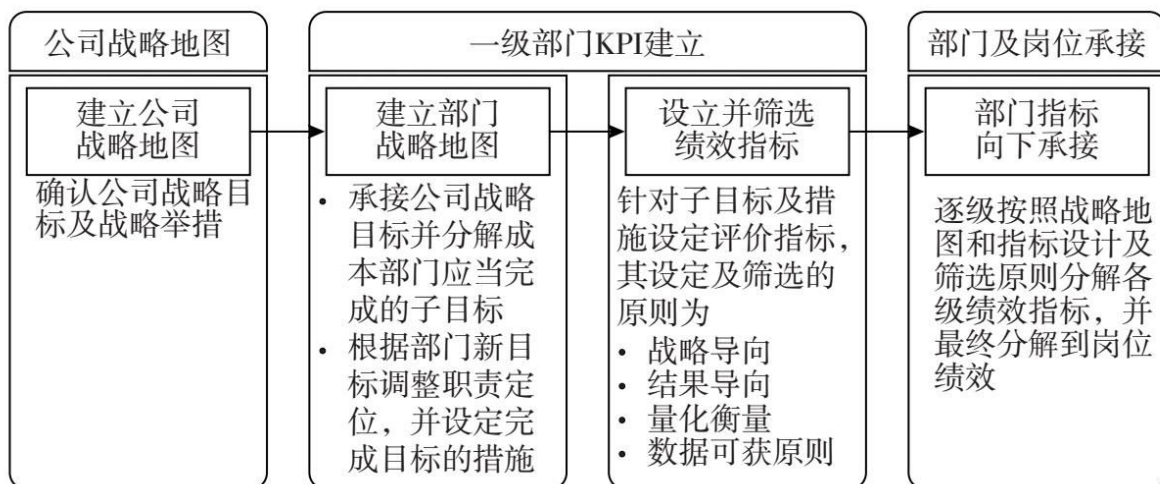 公司战略地图
一级部门KPI建立
部门及岗位承接
建立公司
战略地图
确认公司战略目
标及战略举措
建立部门
战略地图
• 承接公司战略
目标并分解成
本部门应当完
成的子目标
• 根据部门新目
标调整职责定
位，并设定完
成目标的措施
设立并筛选
绩效指标
针对子目标及措
施设定评价指标，
其设定及筛选的
原则为
• 战略导向
• 结果导向
• 量化衡量
• 数据可获原则
部门指标
向下承接
逐级按照战略地
图和指标设计及
筛选原则分解各
级绩效指标，并
最终分解到岗位
绩效